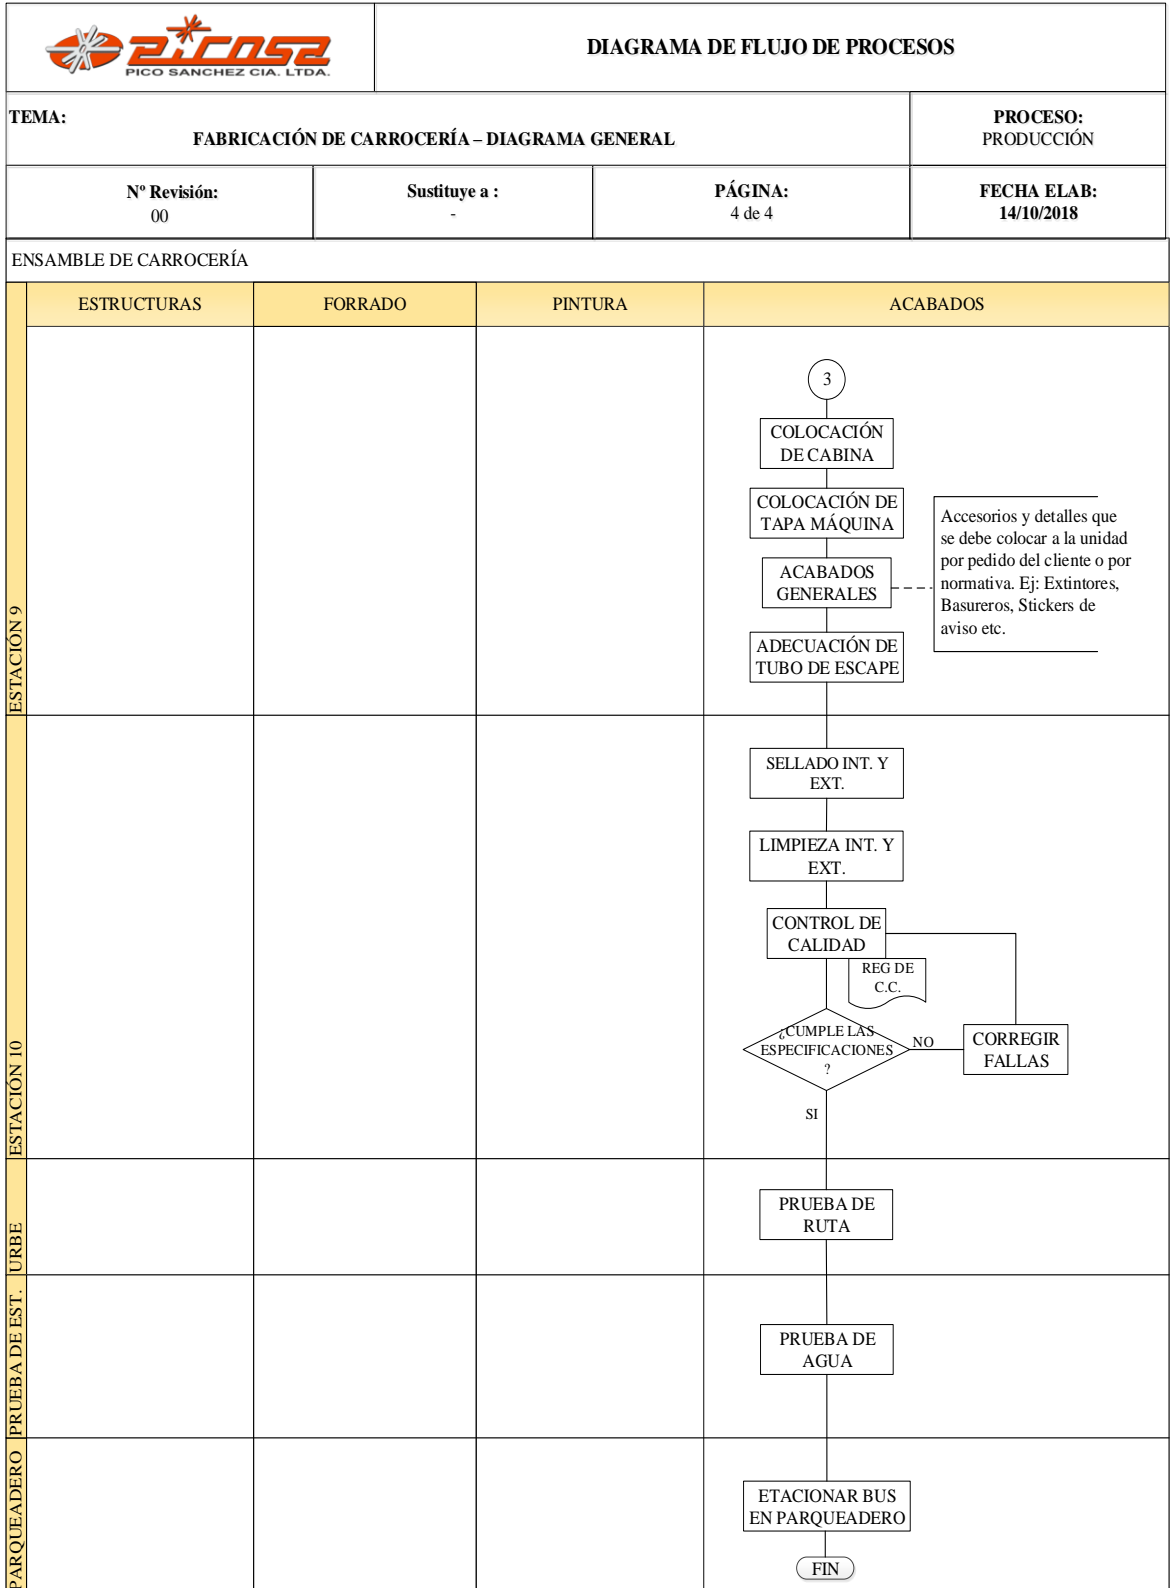 PICOSA
PICO SANCHEZ CIA. LTDA.
DIAGRAMA DE FLUJO DE PROCESOS
TEMA:
FABRICACIÓN DE CARROCERÍA – DIAGRAMA GENERAL
PROCESO:
PRODUCCIÓN
Nº Revisión:
00
Sustituye a :
-
PÁGINA:
4 de 4
FECHA ELAB:
14/10/2018
ENSAMBLE DE CARROCERÍA
ESTRUCTURAS
FORRADO
PINTURA
ACABADOS
ESTACIÓN 9
3
COLOCACIÓN
DE CABINA
COLOCACIÓN DE
TAPA MÁQUINA
ACABADOS
GENERALES
Accesorios y detalles que
se debe colocar a la unidad
por pedido del cliente o por
normativa. Ej: Extintores,
Basureros, Stickers de
aviso etc.
ADECUACIÓN DE
TUBO DE ESCAPE
ESTACIÓN 10
SELLADO INT. Y
EXT.
LIMPIEZA INT. Y
EXT.
CONTROL DE
CALIDAD
REG DE
C.C.
¿CUMPLE LAS
ESPECIFICACIONES
?
NO
CORREGIR
FALLAS
SI
URBE
PRUEBA DE
RUTA
PRUEBA DE EST.
PRUEBA DE
AGUA
PARQUEADERO
ETACIONAR BUS
EN PARQUEADERO
FIN